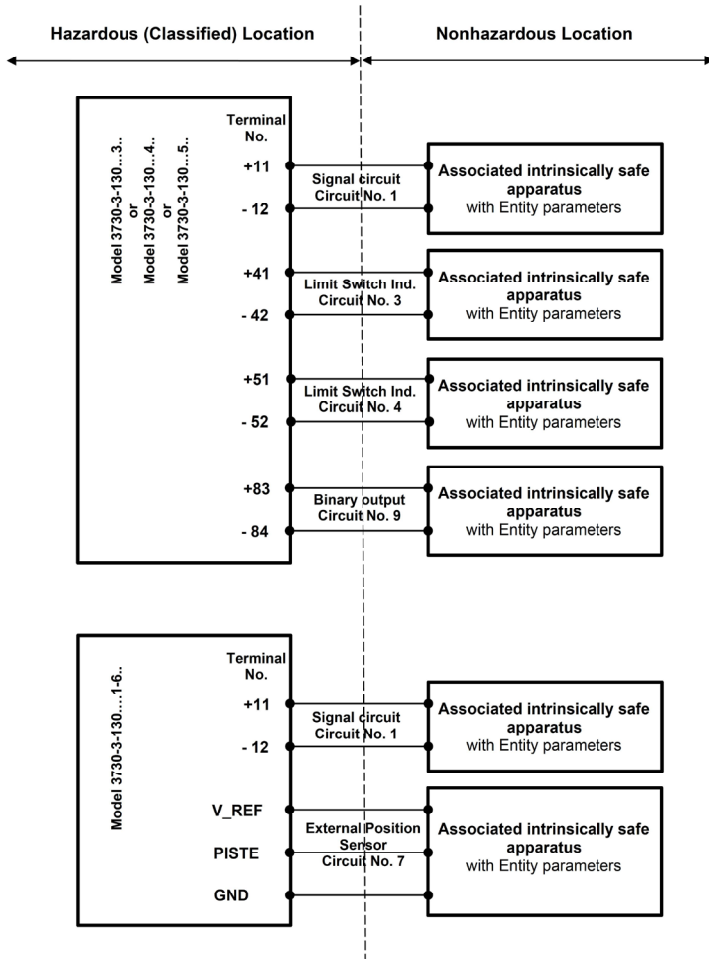 Hazardous (Classified) Location
Nonhazardous Location
Model 3730-3-130...3..
or
Model 3730-3-130...4..
or
Model 3730-3-130...5..
Terminal
No.
+11
- 12
Signal circuit
Circuit No. 1
Associated intrinsically safe
apparatus
with Entity parameters
+41
- 42
Limit Switch Ind.
Circuit No. 3
Associated intrinsically safe
apparatus
with Entity parameters
+51
- 52
Limit Switch Ind.
Circuit No. 4
Associated intrinsically safe
apparatus
with Entity parameters
+83
- 84
Binary output
Circuit No. 9
Associated intrinsically safe
apparatus
with Entity parameters
Model 3730-3-130....1-6..
Terminal
No.
+11
- 12
Signal circuit
Circuit No. 1
Associated intrinsically safe
apparatus
with Entity parameters
V_REF
PISTE
GND
External Position
Sensor
Circuit No. 7
Associated intrinsically safe
apparatus
with Entity parameters